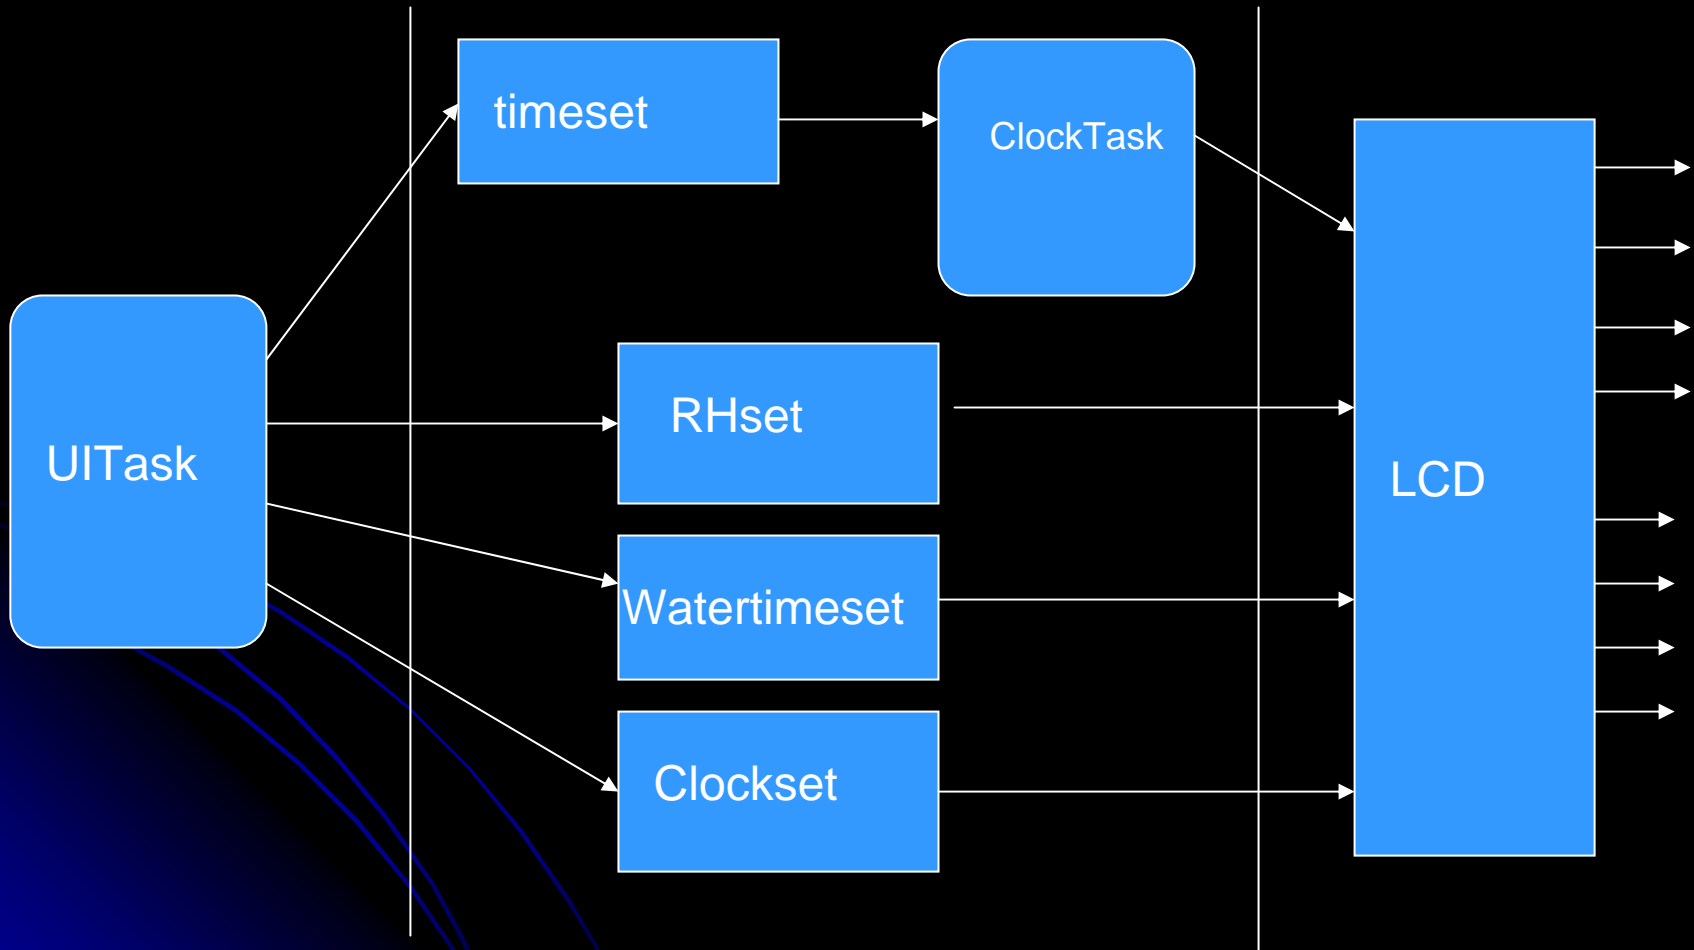 timeset
ClockTask
RHset
UITask
LCD
Watertimeset
Clockset